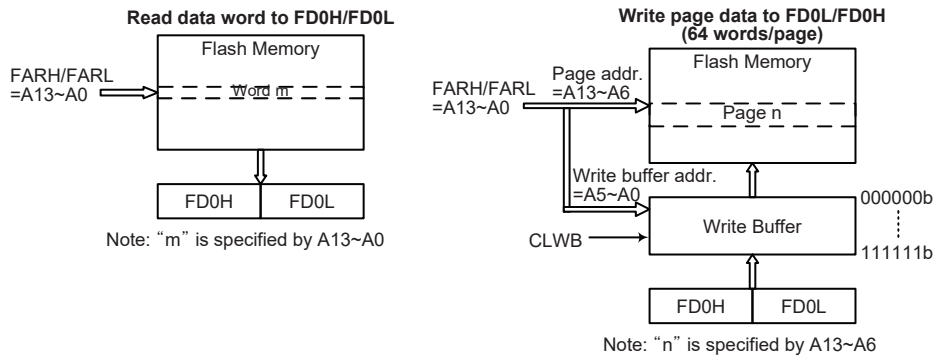 Read data word to FD0H/FD0L
Flash Memory
FARH/FARL
=A13~A0
Word m
FD0H
FD0L
Note: “m” is specified by A13~A0
Write page data to FD0L/FD0H
(64 words/page)
Flash Memory
Page addr.
=A13~A6
FARH/FARL
=A13~A0
Page n
Write buffer addr.
=A5~A0
000000b
Write Buffer
CLWB
111111b
FD0H
FD0L
Note: “n” is specified by A13~A6